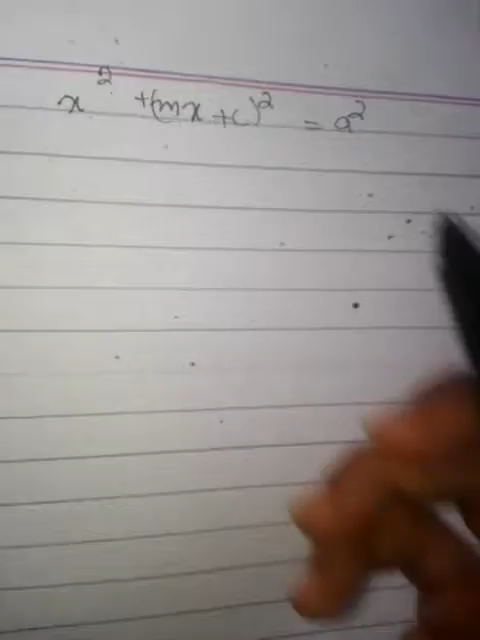 x² + (mx + c)² = a²